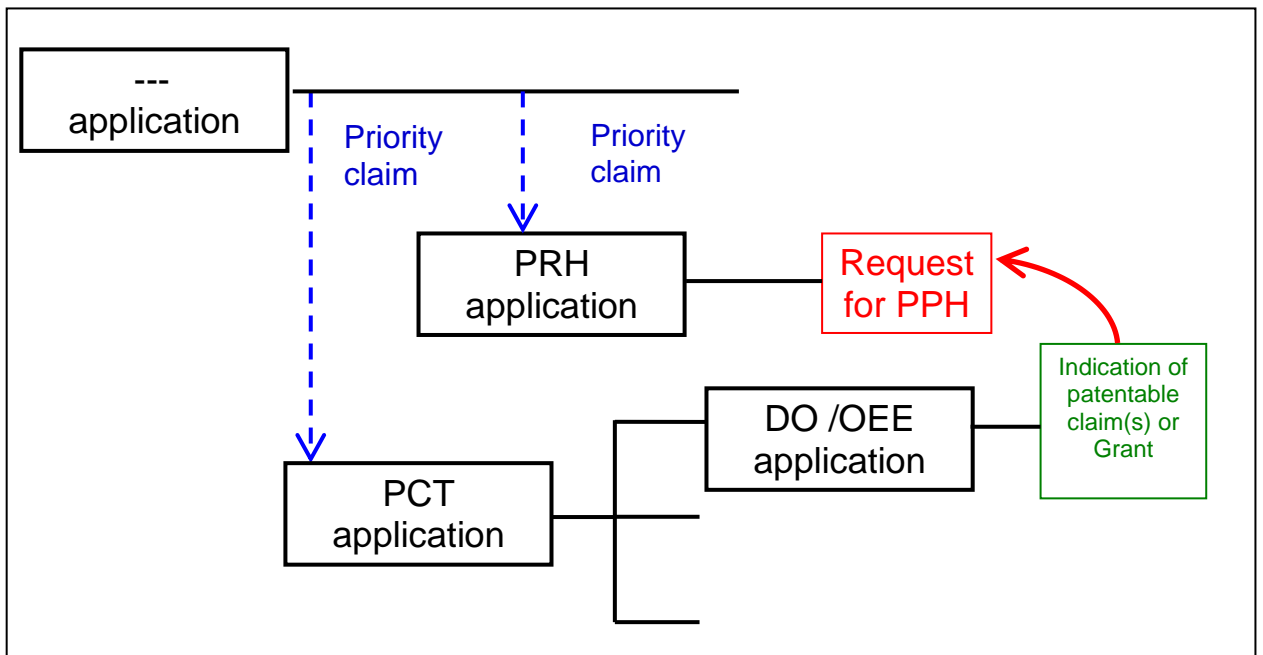 ---
application
Priority
claim
Priority
claim
PRH
application
Request
for PPH
Indication of
patentable
claim(s) or
Grant
DO /OEE
application
PCT
application